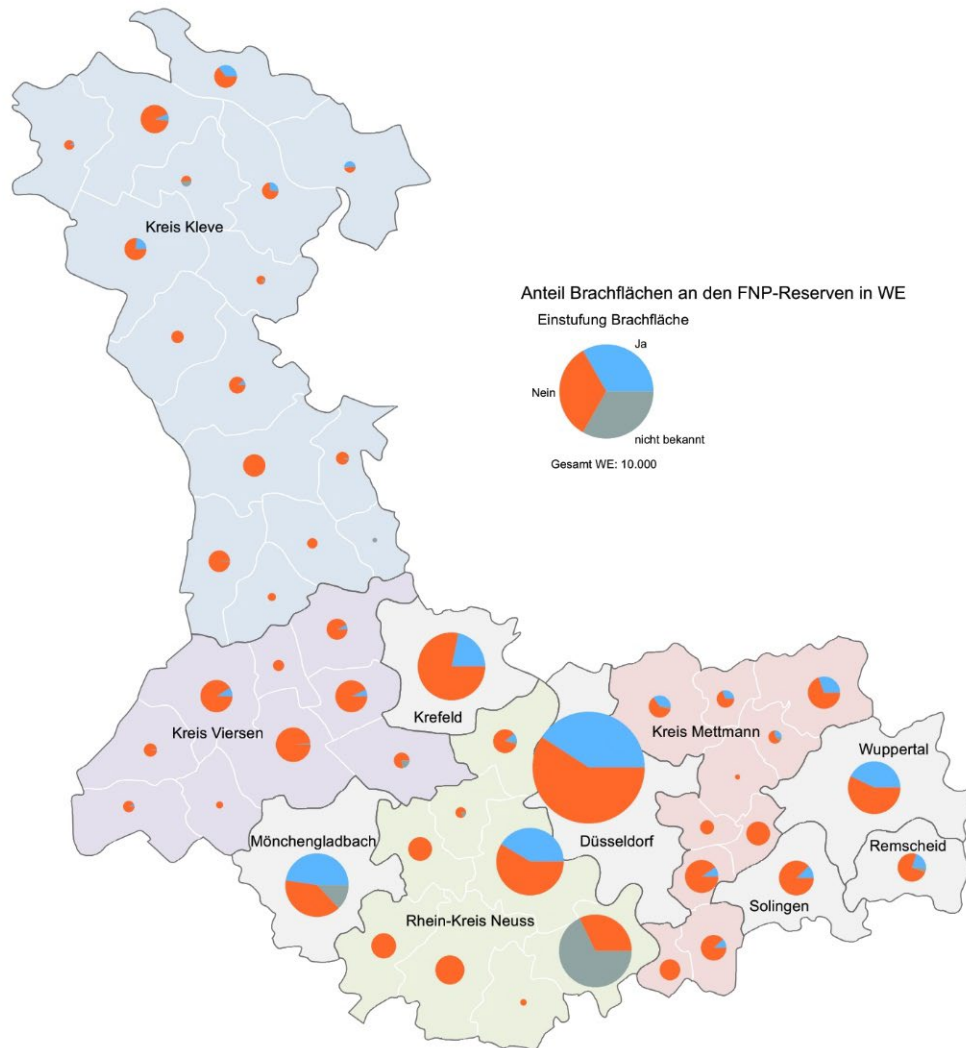 Kreis Kleve
Anteil Brachflächen an den FNP-Reserven in WE
Einstufung Brachfläche
Ja
Nein
nicht bekannt
Gesamt WE: 10.000
Krefeld
Kreis Viersen
Kreis Mettmann
Wuppertal
Mönchengladbach
Düsseldorf
Remscheid
Solingen
Rhein-Kreis Neuss